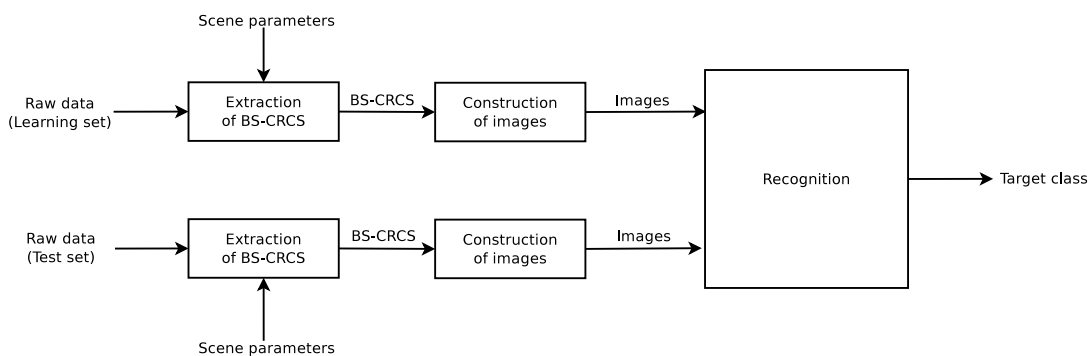 Scene parameters
Raw data
(Learning set)
Extraction
of BS-CRCS
BS-CRCS
Construction
of images
Images
Recognition
Target class
Raw data
(Test set)
Extraction
of BS-CRCS
BS-CRCS
Construction
of images
Images
Scene parameters